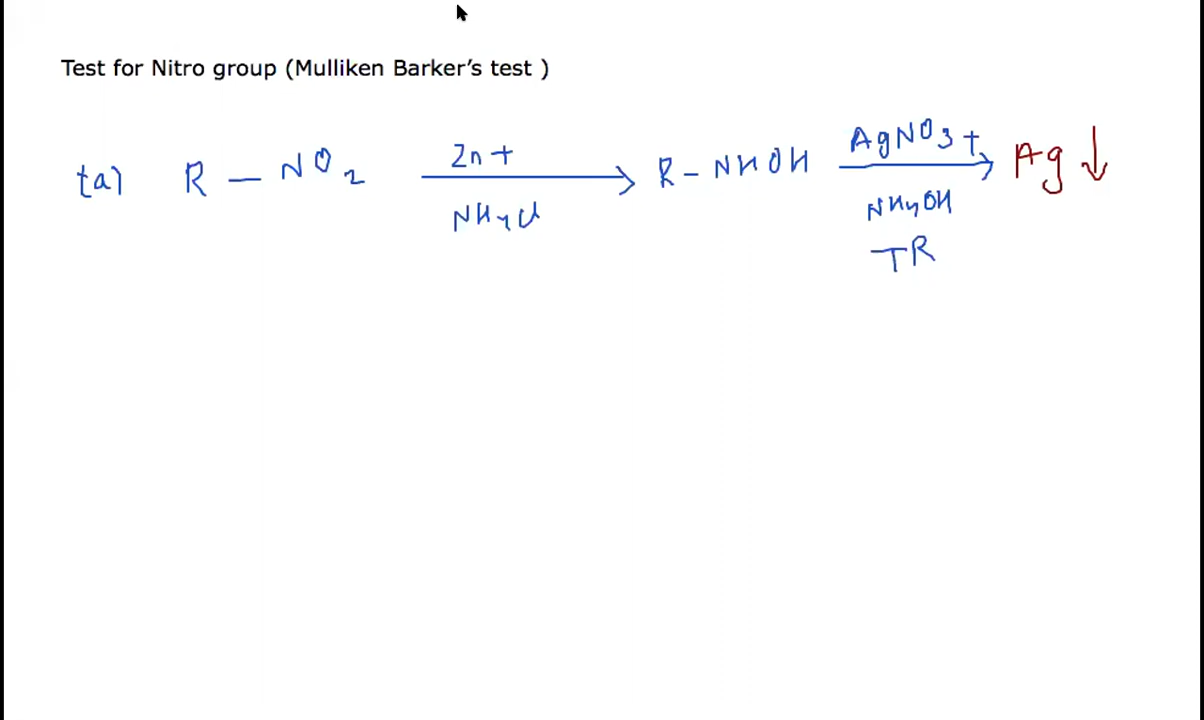 Test for Nitro group (Mulliken Barker's test )
(a) R - NO2 Zn + NH4Cl → R - NHOH AgNO3 + NH4OH → Ag ↓
TR